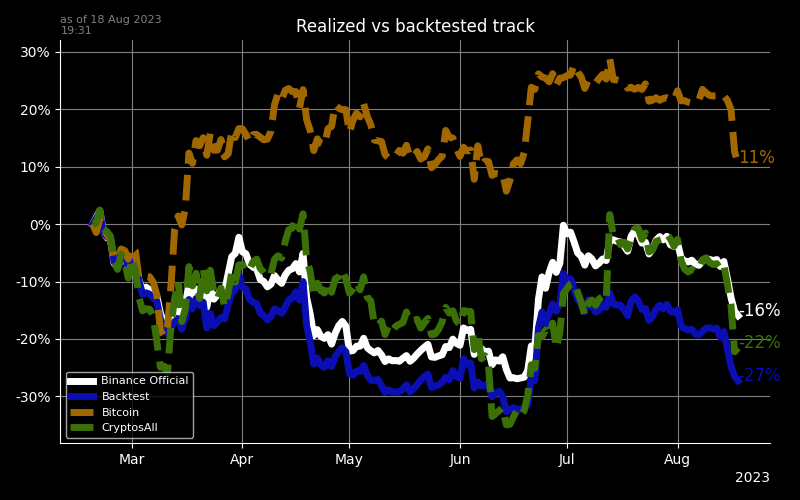 as of 18 Aug 2023
19:31
Realized vs backtested track
30%
20%
10%
0%
-10%
-20%
-30%
11%
-16%
-22%
-27%
Binance Official
Backtest
Bitcoin
CryptosAll
Mar
Apr
May
Jun
Jul
Aug
2023